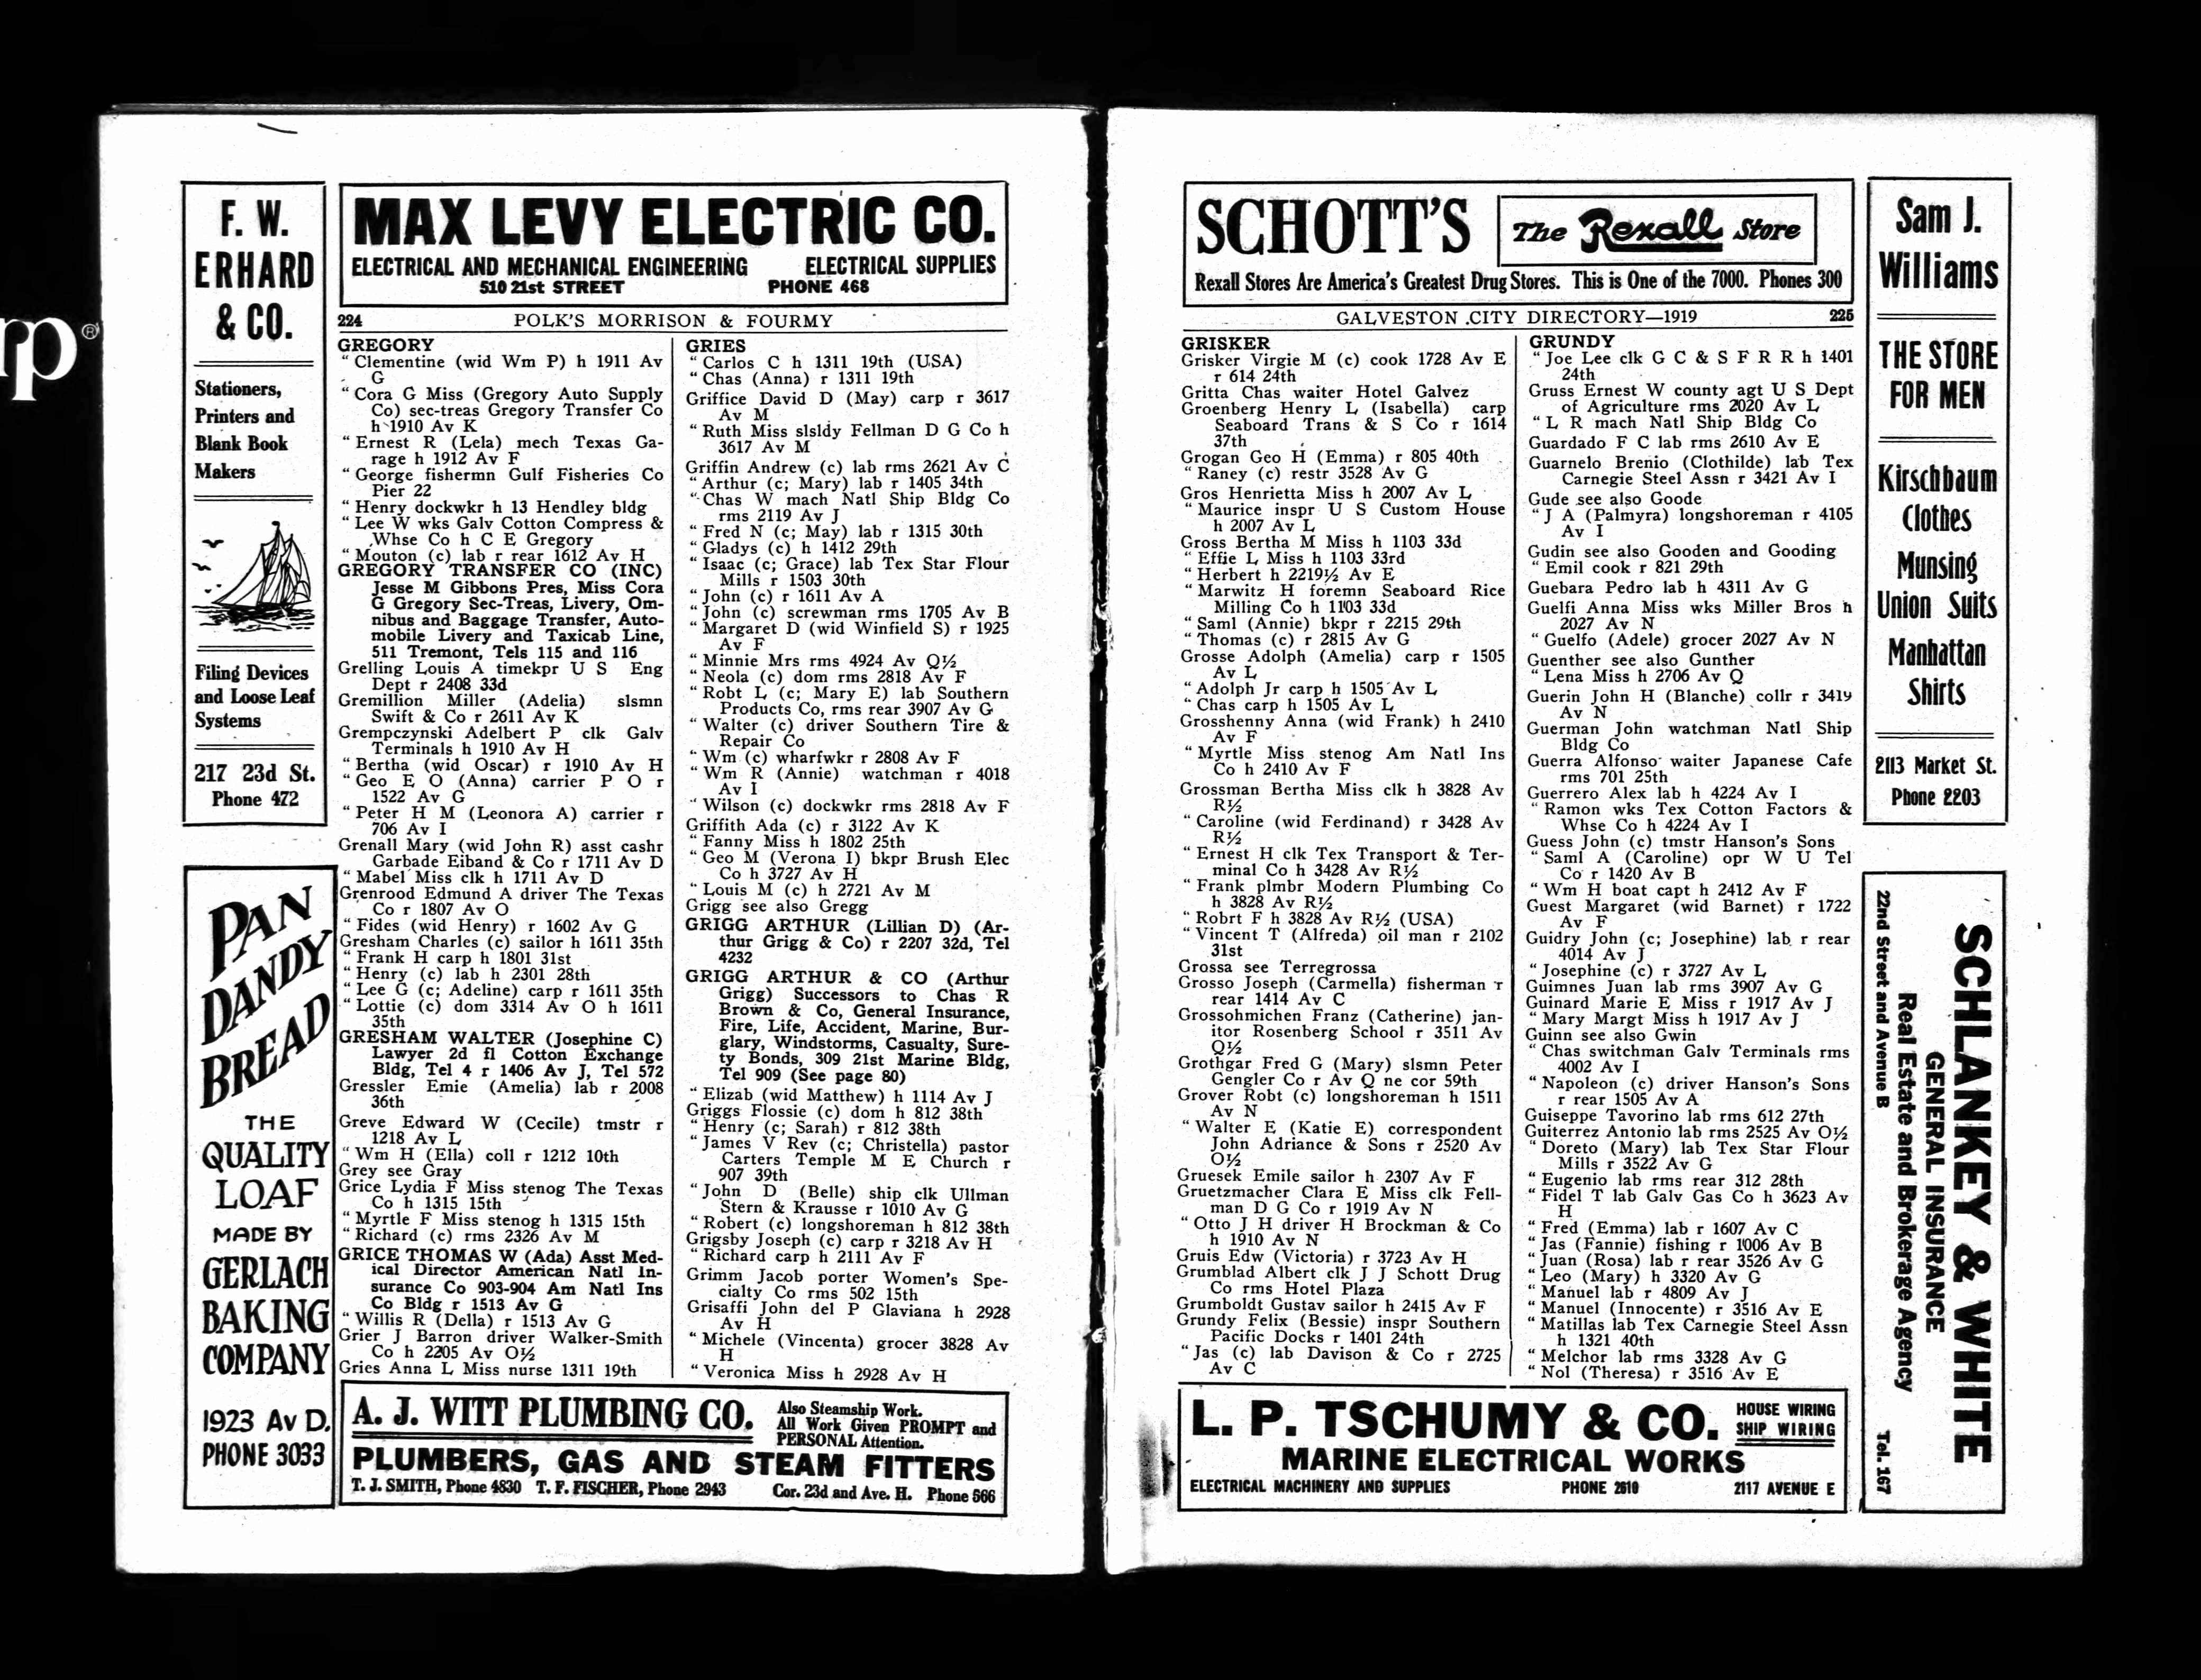 rp®
F. W.
ERHARD
& CO.
Stationers,
Printers and
Blank Book
Makers
Filing Devices
and Loose Leaf
Systems
217 23d St.
Phone 472
PAN
DANDY
BREAD
THE
QUALITY
LOAF
MADE BY
GERLACH
BAKING
COMPANY
1923 AV D.
PHONE 3033
MAX LEVY ELECTRIC CO.
ELECTRICAL AND MECHANICAL ENGINEERING ELECTRICAL SUPPLIES
510 21st STREET PHONE 468
224 POLK'S MORRISON & FOURMY
GREGORY
" Clementine (wid Wm P) h 1911 Av
G
" Cora G Miss (Gregory Auto Supply
Co) sec-treas Gregory Transfer Co
h 1910 Av K
" Ernest R (Lela) mech Texas Ga-
rage h 1912 Av F
" George fishermn Gulf Fisheries Co
Pier 22
" Henry dockwkr h 13 Hendley bldg
" Lee W wks Galv Cotton Compress &
Whse Co h C E Gregory
" Mouton (c) lab r rear 1612 Av H
GREGORY TRANSFER CO (INC)
Jesse M Gibbons Pres, Miss Cora
G Gregory Sec-Treas, Livery, Om-
nibus and Baggage Transfer, Auto-
mobile Livery and Taxicab Line,
511 Tremont, Tels 115 and 116
Grelling Louis A timekpr U S Eng
Dept r 2408 33d
Gremillion Miller (Adelia) slsmn
Swift & Co r 2611 Av K
Grempczynski Adelbert P clk Galv
Terminals h 1910 Av H
" Bertha (wid Oscar) r 1910 Av H
" Geo E O (Anna) carrier P O r
1522 Av G
" Peter H M (Leonora A) carrier r
706 Av I
Grenall Mary (wid John R) asst cashr
Garbade Eiband & Co r 1711 Av D
" Mabel Miss clk h 1711 Av D
Grenrood Edmund A driver The Texas
Co r 1807 Av O
" Fides (wid Henry) r 1602 Av G
Gresham Charles (c) sailor h 1611 35th
" Frank H carp h 1801 31st
" Henry (c) lab h 2301 28th
" Lee G (c; Adeline) carp r 1611 35th
" Lottie (c) dom 3314 Av O h 1611
35th
GRESHAM WALTER (Josephine C)
Lawyer 2d fl Cotton Exchange
Bldg, Tel 4 r 1406 Av J, Tel 572
Gressler Emie (Amelia) lab r 2008
36th
Greve Edward W (Cecile) tmstr r
1218 Av L
" Wm H (Ella) coll r 1212 10th
Grey see Gray
Grice Lydia F Miss stenog The Texas
Co h 1315 15th
" Myrtle F Miss stenog h 1315 15th
" Richard (c) rms 2326 Av M
GRICE THOMAS W (Ada) Asst Med-
ical Director American Natl In-
surance Co 903-904 Am Natl Ins
Co Bldg r 1513 Av G
" Willis R (Della) r 1513 Av G
Grier J Barron driver Walker-Smith
Co h 2205 Av O½
Gries Anna L Miss nurse 1311 19th
GRIES
" Carlos C h 1311 19th (USA)
" Chas (Anna) r 1311 19th
Griffice David D (May) carp r 3617
Av M
" Ruth Miss slsldy Fellman D G Co h
3617 Av M
Griffin Andrew (c) lab rms 2621 Av C
" Arthur (c; Mary) lab r 1405 34th
" Chas W mach Natl Ship Bldg Co
rms 2119 Av J
" Fred N (c; May) lab r 1315 30th
" Gladys (c) h 1412 29th
" Isaac (c; Grace) lab Tex Star Flour
Mills r 1503 30th
" John (c) r 1611 Av A
" John (c) screwman rms 1705 Av B
" Margaret D (wid Winfield S) r 1925
Av F
" Minnie Mrs rms 4924 Av Q½
" Neola (c) dom rms 2818 Av F
" Robt L (c; Mary E) lab Southern
Products Co, rms rear 3907 Av G
" Walter (c) driver Southern Tire &
Repair Co
" Wm (c) wharfwkr r 2808 Av F
" Wm R (Annie) watchman r 4018
Av I
" Wilson (c) dockwkr rms 2818 Av F
Griffith Ada (c) r 3122 Av K
" Fanny Miss h 1802 25th
" Geo M (Verona I) bkpr Brush Elec
Co h 3727 Av H
" Louis M (c) h 2721 Av M
Grigg see also Gregg
GRIGG ARTHUR (Lillian D) (Ar-
thur Grigg & Co) r 2207 32d, Tel
4232
GRIGG ARTHUR & CO (Arthur
Grigg) Successors to Chas R
Brown & Co, General Insurance,
Fire, Life, Accident, Marine, Bur-
glary, Windstorms, Casualty, Sure-
ty Bonds, 309 21st Marine Bldg,
Tel 909 (See page 80)
" Elizab (wid Matthew) h 1114 Av J
Griggs Flossie (c) dom h 812 38th
" Henry (c; Sarah) r 812 38th
" James V Rev (c; Christella) pastor
Carters Temple M E Church r
907 39th
" John D (Belle) ship clk Ullman
Stern & Krausse r 1010 Av G
" Robert (c) longshoreman h 812 38th
Grigsby Joseph (c) carp r 3218 Av H
" Richard carp h 2111 Av F
Grimm Jacob porter Women's Spe-
cialty Co rms 502 15th
Grisaffi John del P Glaviana h 2928
Av H
" Michele (Vincenta) grocer 3828 Av
H
" Veronica Miss h 2928 Av H
A. J. WITT PLUMBING CO.
Also Steamship Work.
All Work Given PROMPT and
PERSONAL Attention.
PLUMBERS, GAS AND STEAM FITTERS
T. J. SMITH, Phone 4830 T. F. FISCHER, Phone 2943 Cor. 23d and Ave. H. Phone 566
SCHOTT'S The Rexall Store
Rexall Stores Are America's Greatest Drug Stores. This is One of the 7000. Phones 300
GALVESTON CITY DIRECTORY—1919 225
GRISKER
Grisker Virgie M (c) cook 1728 Av E
r 614 24th
Gritta Chas waiter Hotel Galvez
Groenberg Henry L (Isabella) carp
Seaboard Trans & S Co r 1614
37th
Grogan Geo H (Emma) r 805 40th
" Raney (c) restr 3528 Av G
Gros Henrietta Miss h 2007 Av L
" Maurice inspr U S Custom House
h 2007 Av L
Gross Bertha M Miss h 1103 33d
" Effie L Miss h 1103 33rd
" Herbert h 2219½ Av E
" Marwitz H foremn Seaboard Rice
Milling Co h 1103 33d
" Saml (Annie) bkpr r 2215 29th
" Thomas (c) r 2815 Av G
Grosse Adolph (Amelia) carp r 1505
Av L
" Adolph Jr carp h 1505 Av L
" Chas carp h 1505 Av L
Grosshenny Anna (wid Frank) h 2410
Av F
" Myrtle Miss stenog Am Natl Ins
Co h 2410 Av F
Grossman Bertha Miss clk h 3828 Av
R½
" Caroline (wid Ferdinand) r 3428 Av
R½
" Ernest H clk Tex Transport & Ter-
minal Co h 3428 Av R½
" Frank plmbr Modern Plumbing Co
h 3828 Av R½
" Robrt F h 3828 Av R½ (USA)
" Vincent T (Alfreda) oil man r 2102
31st
Grossa see Terregrossa
Grosso Joseph (Carmella) fisherman r
rear 1414 Av C
Grossohmichen Franz (Catherine) jan-
itor Rosenberg School r 3511 Av
Q½
Grothgar Fred G (Mary) slsmn Peter
Gengler Co r Av Q ne cor 59th
Grover Robt (c) longshoreman h 1511
Av N
" Walter E (Katie E) correspondent
John Adriance & Sons r 2520 Av
O½
Gruesek Emile sailor h 2307 Av F
Gruetzmacher Clara E Miss clk Fell-
man D G Co r 1919 Av N
" Otto J H driver H Brockman & Co
h 1910 Av N
Gruis Edw (Victoria) r 3723 Av H
Grumblad Albert clk J J Schott Drug
Co rms Hotel Plaza
Grumboldt Gustav sailor h 2415 Av F
Grundy Felix (Bessie) inspr Southern
Pacific Docks r 1401 24th
" Jas (c) lab Davison & Co r 2725
Av C
GRUNDY
" Joe Lee clk G C & S F R R h 1401
24th
Gruss Ernest W county agt U S Dept
of Agriculture rms 2020 Av L
" L R mach Natl Ship Bldg Co
Guardado F C lab rms 2610 Av E
Guarnelo Brenio (Clothilde) lab Tex
Carnegie Steel Assn r 3421 Av I
Gude see also Goode
" J A (Palmyra) longshoreman r 4105
Av I
Gudin see also Gooden and Gooding
" Emil cook r 821 29th
Guebara Pedro lab h 4311 Av G
Guelfi Anna Miss wks Miller Bros h
2027 Av N
" Guelfo (Adele) grocer 2027 Av N
Guenther see also Gunther
" Lena Miss h 2706 Av Q
Guerin John H (Blanche) collr r 3419
Av N
Guerman John watchman Natl Ship
Bldg Co
Guerra Alfonso waiter Japanese Cafe
rms 701 25th
Guerrero Alex lab h 4224 Av I
" Ramon wks Tex Cotton Factors &
Whse Co h 4224 Av I
Guess John (c) tmstr Hanson's Sons
" Saml A (Caroline) opr W U Tel
Co r 1420 Av B
" Wm H boat capt h 2412 Av F
Guest Margaret (wid Barnet) r 1722
Av F
Guidry John (c; Josephine) lab r rear
4014 Av J
" Josephine (c) r 3727 Av L
Guimnes Juan lab rms 3907 Av G
Guinard Marie E Miss r 1917 Av J
" Mary Margt Miss h 1917 Av J
Guinn see also Gwin
" Chas switchman Galv Terminals rms
4002 Av I
" Napoleon (c) driver Hanson's Sons
r rear 1505 Av A
Guiseppe Tavorino lab rms 612 27th
Guiterrez Antonio lab rms 2525 Av O½
" Doreto (Mary) lab Tex Star Flour
Mills r 3522 Av G
" Eugenio lab rms rear 312 28th
" Fidel T lab Galv Gas Co h 3623 Av
H
" Fred (Emma) lab r 1607 Av C
" Jas (Fannie) fishing r 1006 Av B
" Juan (Rosa) lab r rear 3526 Av G
" Leo (Mary) h 3320 Av G
" Manuel lab r 4809 Av J
" Manuel (Innocente) r 3516 Av E
" Matillas lab Tex Carnegie Steel Assn
h 1321 40th
" Melchor lab rms 3328 Av G
" Nol (Theresa) r 3516 Av E
L. P. TSCHUMY & CO. HOUSE WIRING
SHIP WIRING
MARINE ELECTRICAL WORKS
ELECTRICAL MACHINERY AND SUPPLIES PHONE 2610 2117 AVENUE E
Sam J.
Williams
THE STORE
FOR MEN
Kirschbaum
Clothes
Munsing
Union Suits
Manhattan
Shirts
2113 Market St.
Phone 2203
SCHLANKEY & WHITE
GENERAL INSURANCE
Real Estate and Brokerage Agency
22nd Street and Avenue B Tel. 167